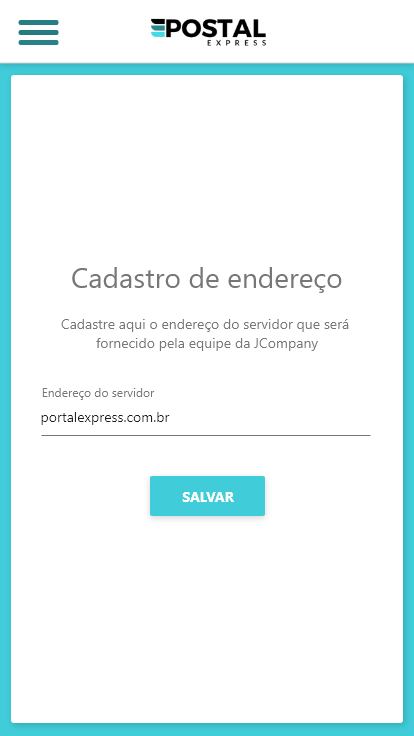 POSTAL
EXPRESS
Cadastro de endereço
Cadastre aqui o endereço do servidor que será
fornecido pela equipe da JCompany
Endereço do servidor
portalexpress.com.br
SALVAR